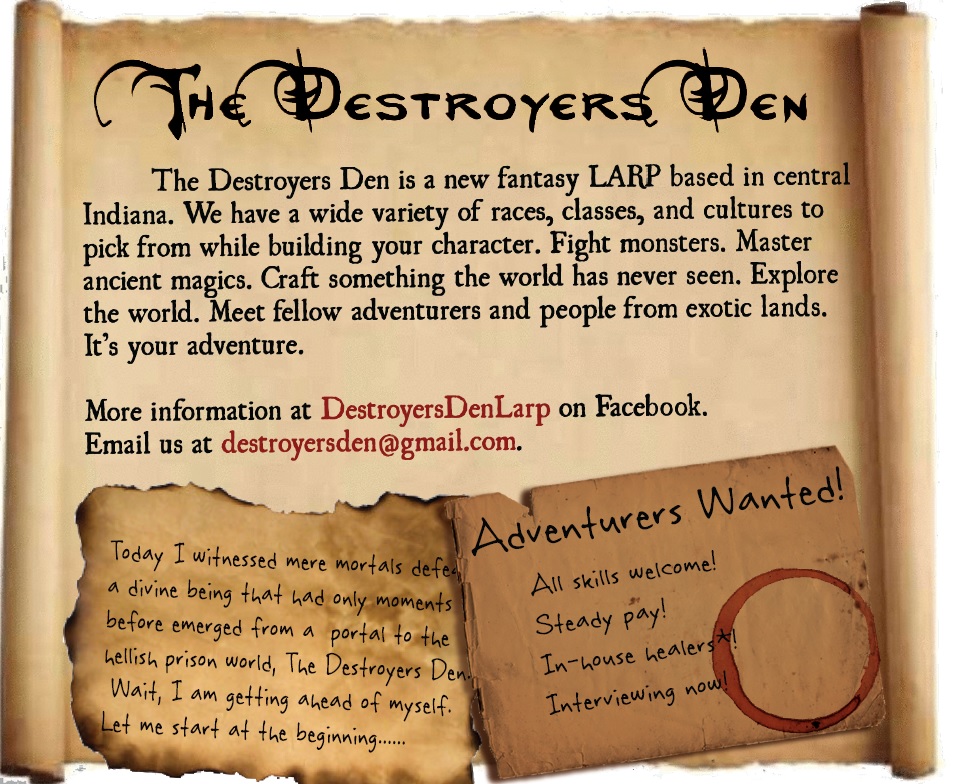 The Destroyers Den
The Destroyers Den is a new fantasy LARP based in central
Indiana. We have a wide variety of races, classes, and cultures to
pick from while building your character. Fight monsters. Master
ancient magics. Craft something the world has never seen. Explore
the world. Meet fellow adventurers and people from exotic lands.
It's your adventure.
More information at DestroyersDenLarp on Facebook.
Email us at destroyersden@gmail.com.
Today I witnessed mere mortals
a divine being that had only moments
before emerged from a portal to the
hellish prison world, The Destroyers Den.
Wait, I am getting ahead of myself.
Let me start at the beginning......
Adventurers Wanted!
All skills welcome!
Steady pay!
In-house healers*!
Interviewing now!